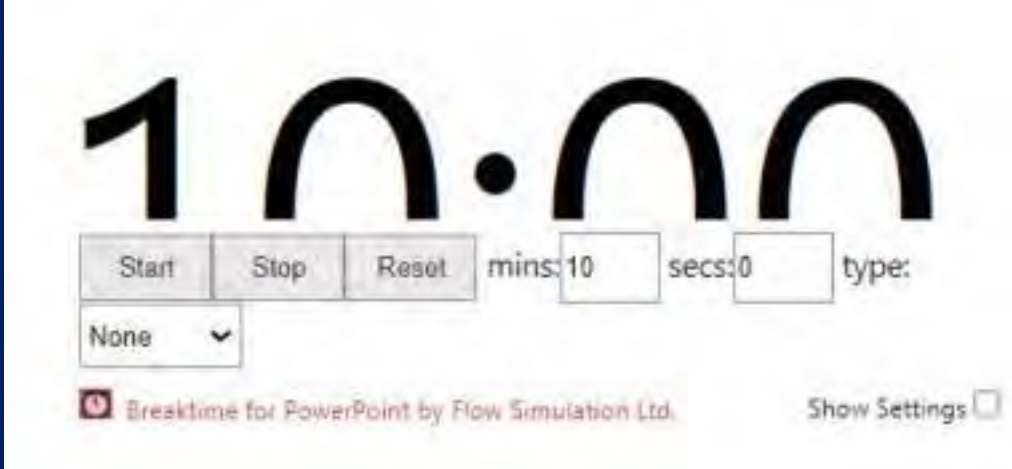 10:00
Start Stop Reset mins: 10 secs: 0 type:
None
Breaktime for PowerPoint by Flow Simulation Ltd. Show Settings